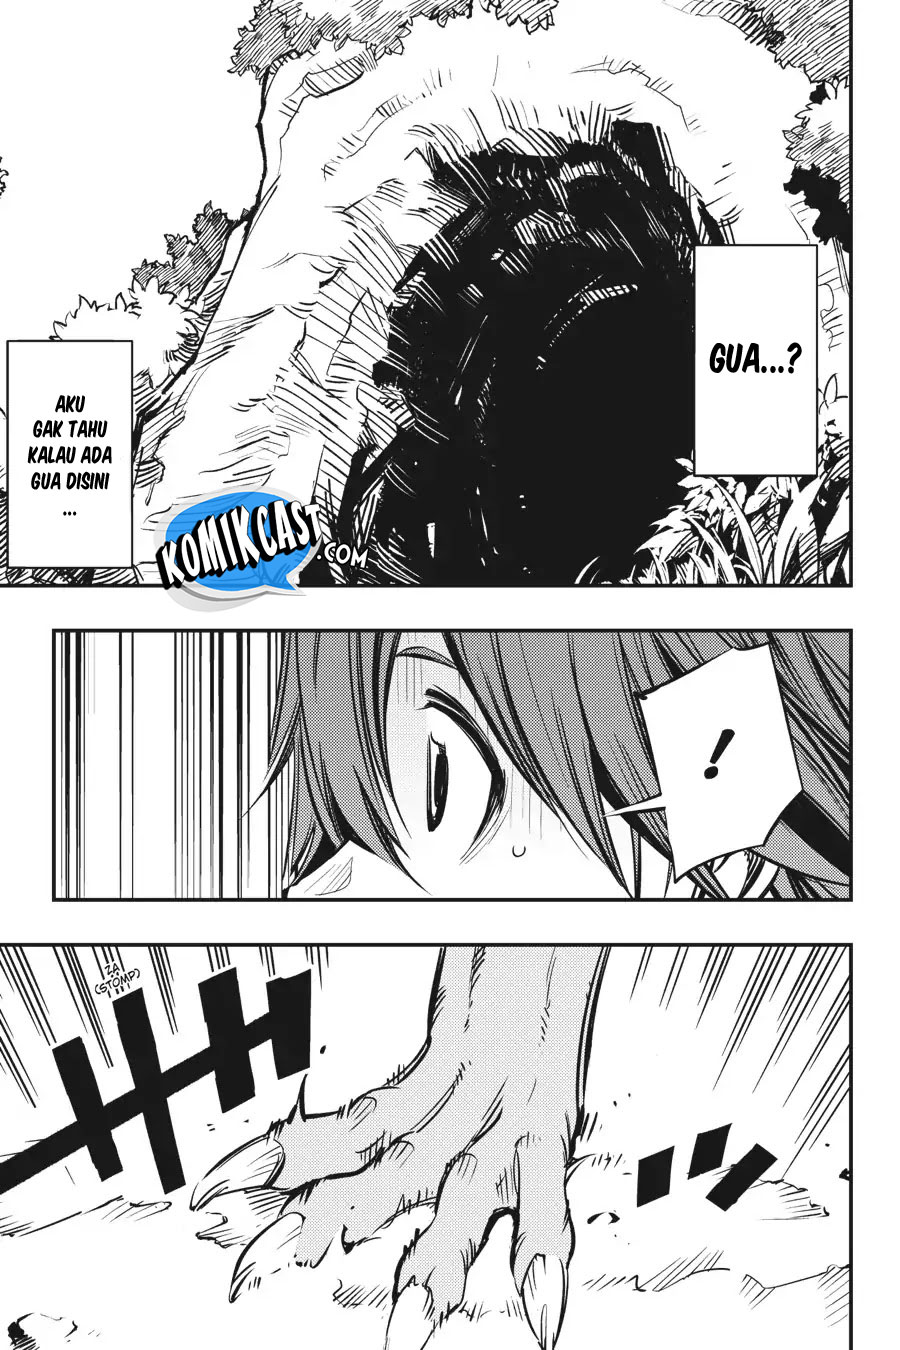 GUA...?
AKU
GAK TAHU
KALAU ADA
GUA DISINI
...
KOMIKCAST
.COM
!
ZA
(STOMP)